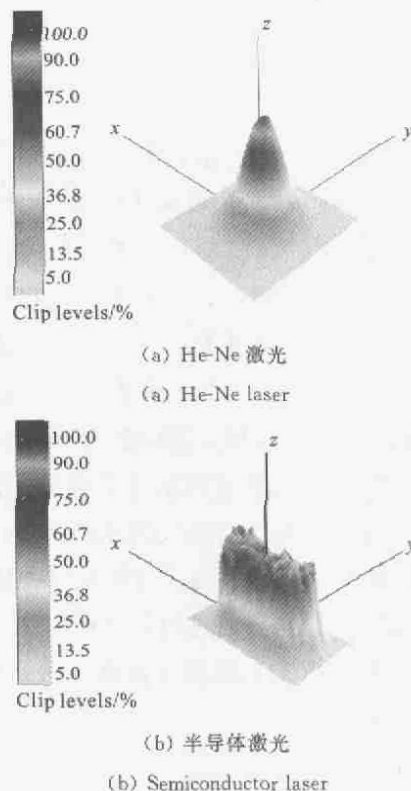 100.0
90.0
75.0
60.7
50.0
36.8
25.0
13.5
5.0
Clip levels/%
x
z
y
(a) He-Ne 激光
(a) He-Ne laser
100.0
90.0
75.0
60.7
50.0
36.8
25.0
13.5
5.0
Clip levels/%
x
z
y
(b) 半导体激光
(b) Semiconductor laser